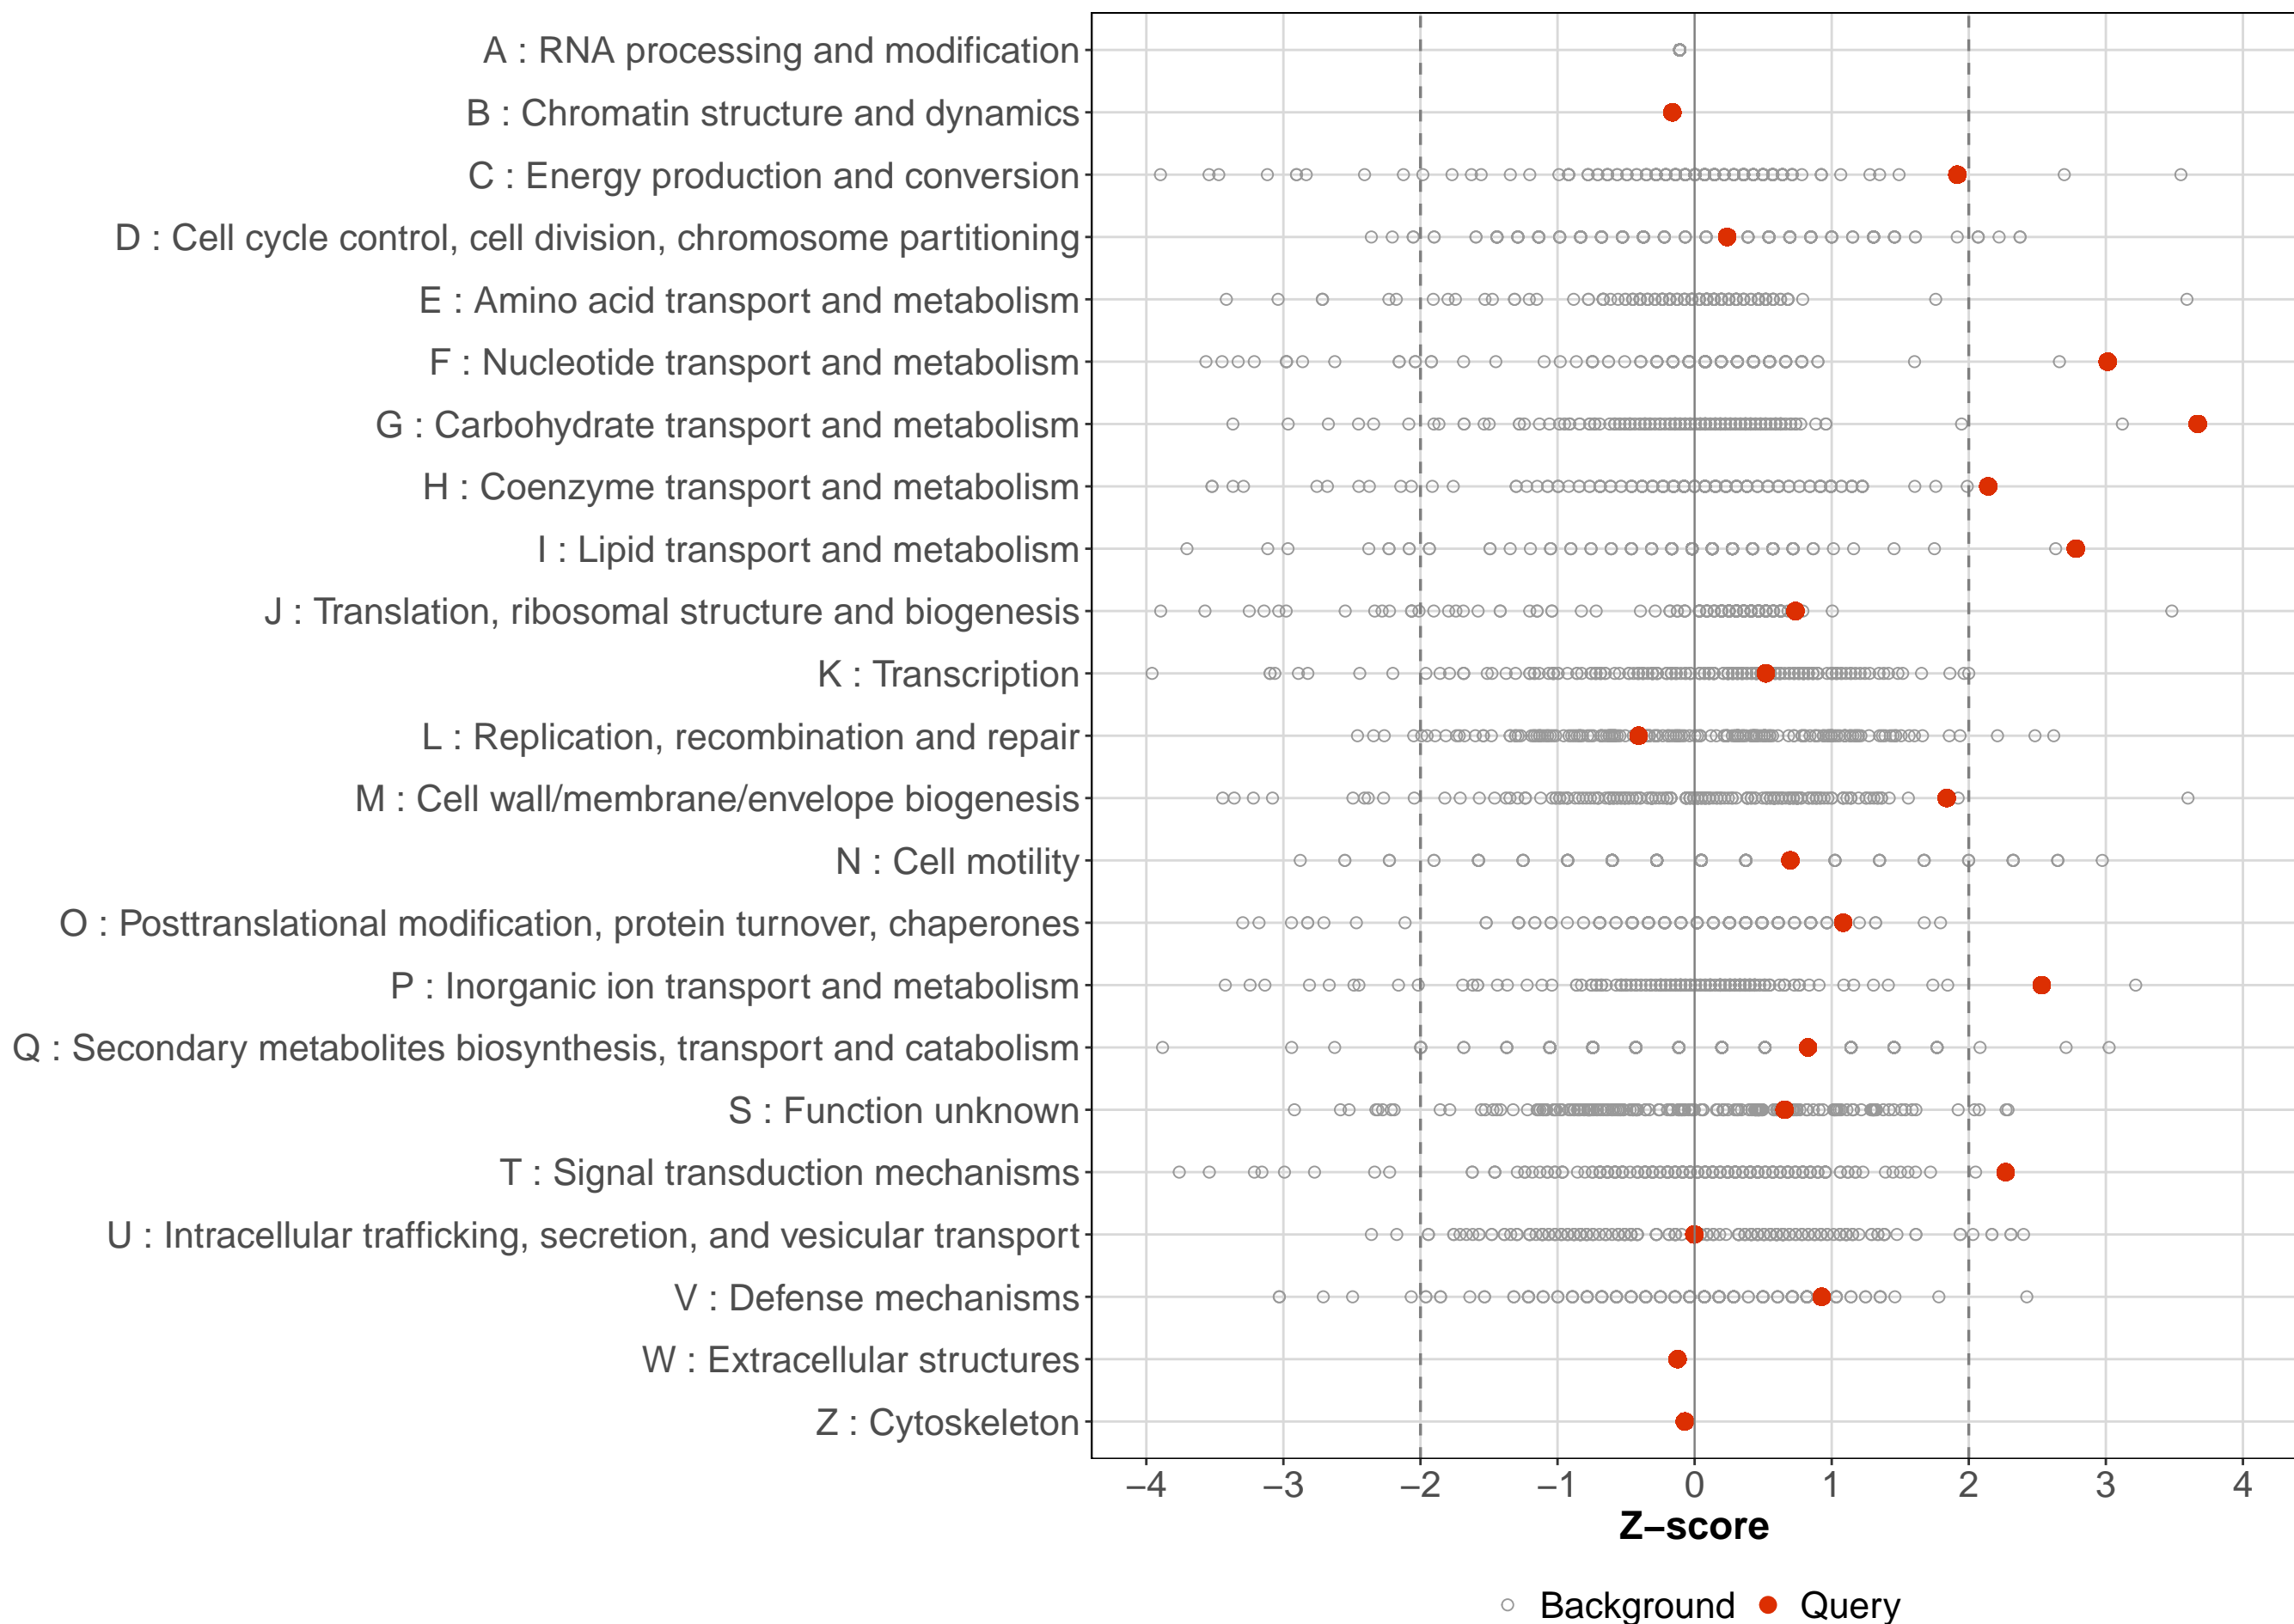 A : RNA processing and modification
B : Chromatin structure and dynamics
C : Energy production and conversion
D : Cell cycle control, cell division, chromosome partitioning
E : Amino acid transport and metabolism
F : Nucleotide transport and metabolism
G : Carbohydrate transport and metabolism
H : Coenzyme transport and metabolism
I : Lipid transport and metabolism
J : Translation, ribosomal structure and biogenesis
K : Transcription
L : Replication, recombination and repair
M : Cell wall/membrane/envelope biogenesis
N : Cell motility
O : Posttranslational modification, protein turnover, chaperones
P : Inorganic ion transport and metabolism
Q : Secondary metabolites biosynthesis, transport and catabolism
S : Function unknown
T : Signal transduction mechanisms
U : Intracellular trafficking, secretion, and vesicular transport
V : Defense mechanisms
W : Extracellular structures
Z : Cytoskeleton
−4 −3 −2 −1 0 1 2 3 4
Z−score
Background Query